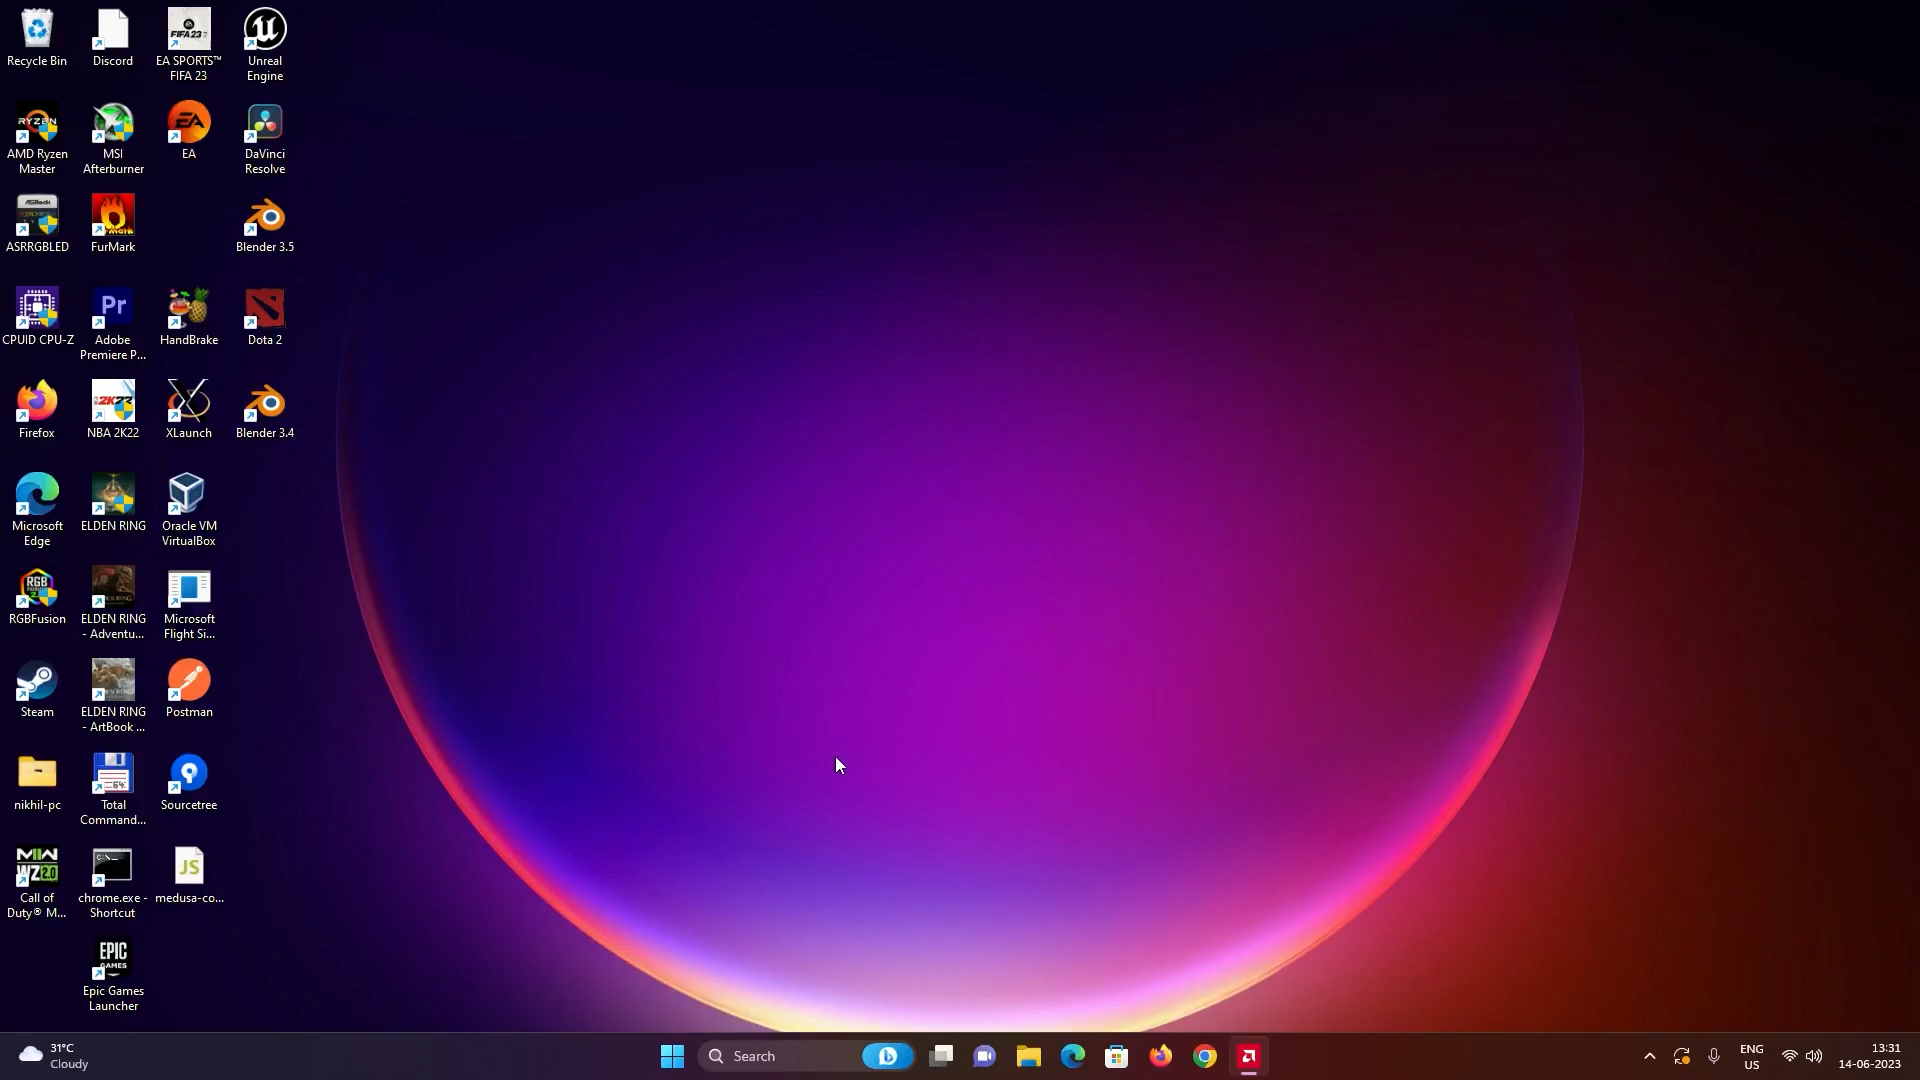 Recycle Bin
Discord
EA SPORTS™
FIFA 23
Unreal
Engine
AMD Ryzen
Master
MSI
Afterburner
EA
DaVinci
Resolve
ASRRGBLED
FurMark
Blender 3.5
CPUID CPU-Z
Adobe
Premiere P...
HandBrake
Dota 2
Firefox
NBA 2K22
XLaunch
Blender 3.4
Microsoft
Edge
ELDEN RING
Oracle VM
VirtualBox
RGBFusion
ELDEN RING
- Adventu...
Microsoft
Flight Si...
Steam
ELDEN RING
- ArtBook ...
Postman
nikhil-pc
Total
Command...
Sourcetree
Call of
Duty® M...
chrome.exe -
Shortcut
medusa-co...
Epic Games
Launcher
31°C
Cloudy
Search
ENG
US
13:31
14-06-2023